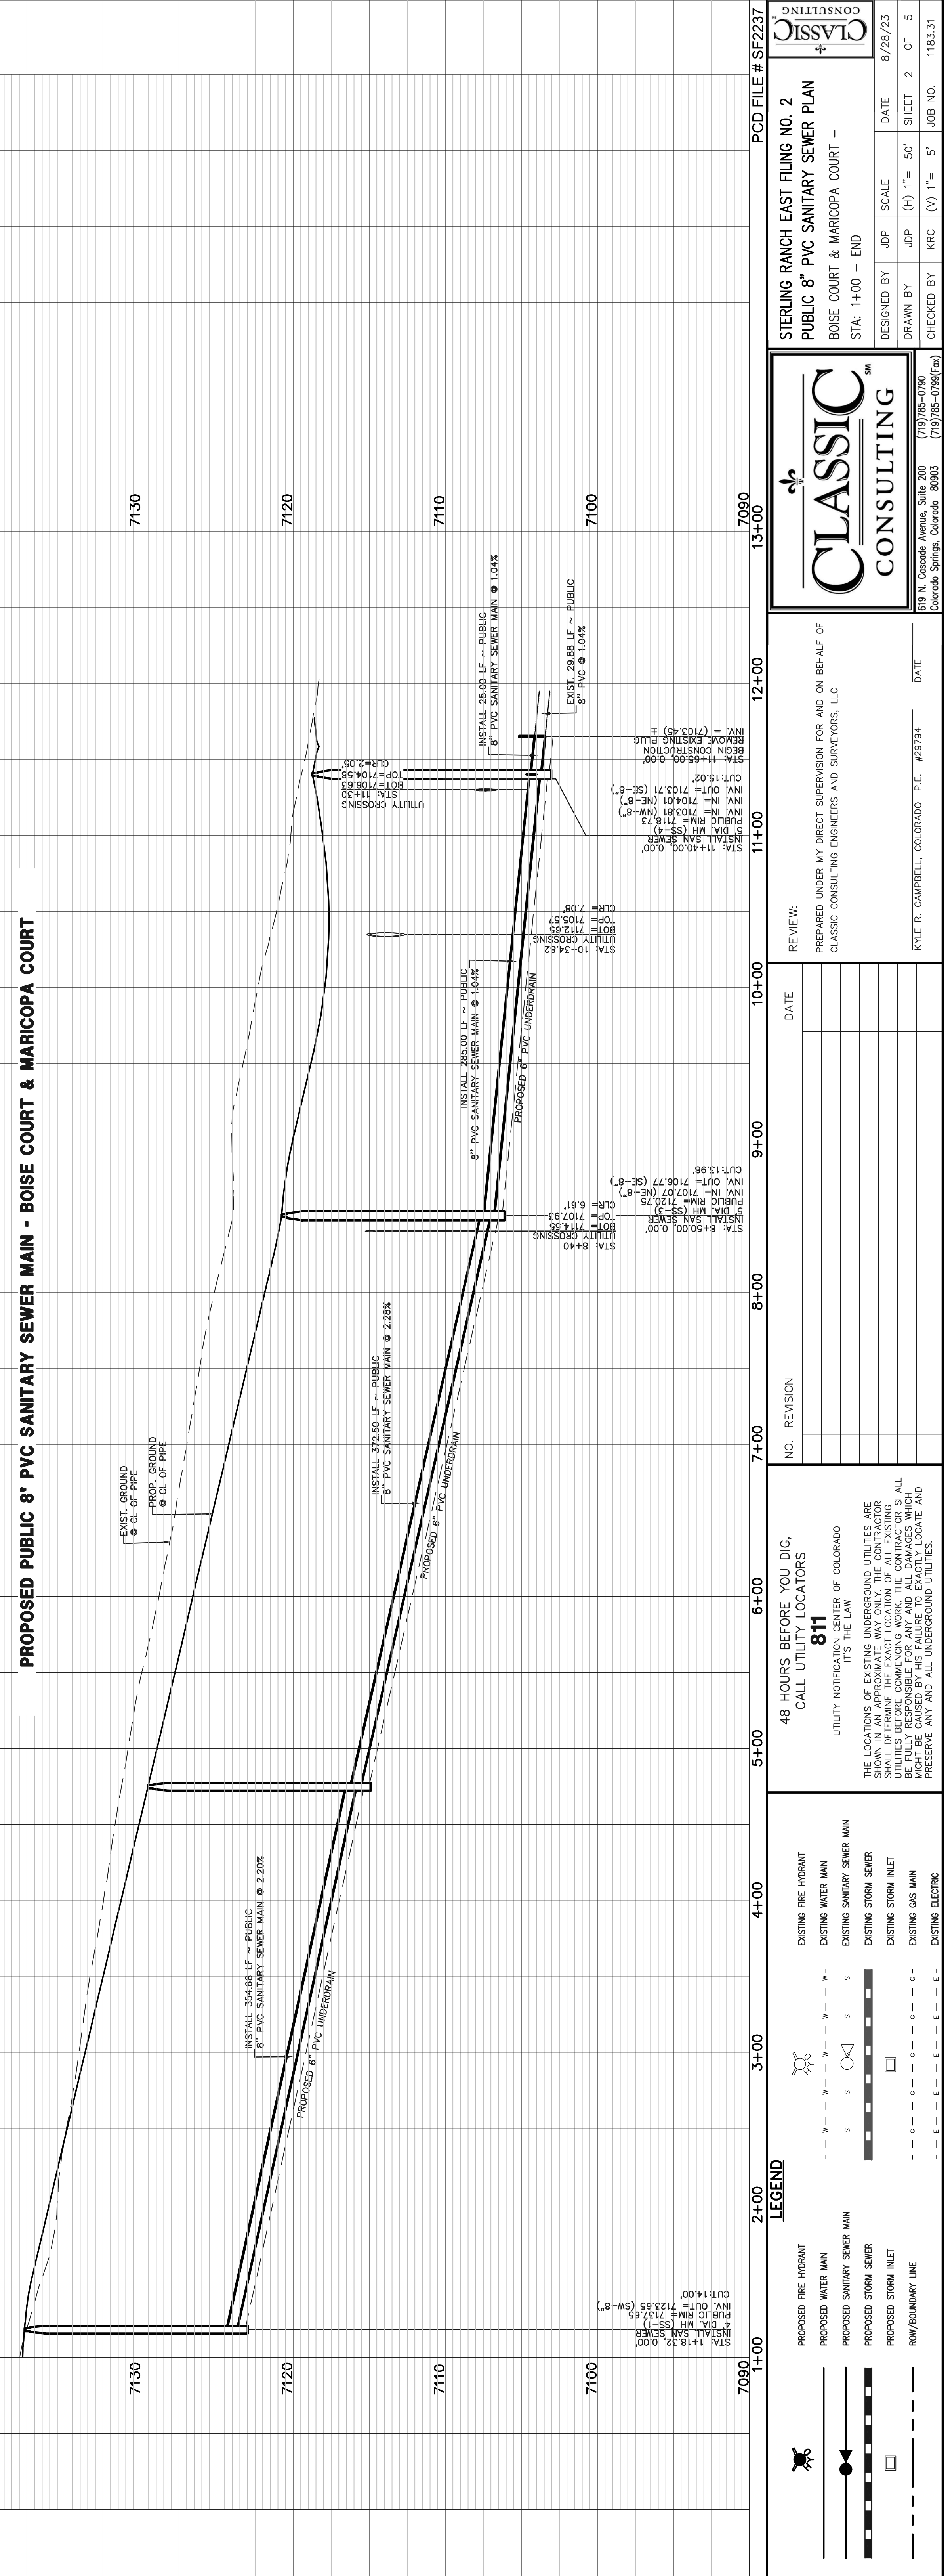 PROPOSED PUBLIC 8' PVC SANITARY SEWER MAIN - BOISE COURT & MARICOPA COURT
7130
7120
7110
7100
7090
7130
7120
7110
7100
7090
EXIST. GROUND
@ CL OF PIPE
PROP. GROUND
@ CL OF PIPE
INSTALL 354.68 LF ~ PUBLIC
8" PVC SANITARY SEWER MAIN @ 2.20%
PROPOSED 6" PVC UNDERDRAIN
INSTALL 372.50 LF ~ PUBLIC
8" PVC SANITARY SEWER MAIN @ 2.28%
PROPOSED 6" PVC UNDERDRAIN
INSTALL 285.00 LF ~ PUBLIC
8" PVC SANITARY SEWER MAIN @ 1.04%
PROPOSED 6" PVC UNDERDRAIN
INSTALL 25.00 LF ~ PUBLIC
8" PVC SANITARY SEWER MAIN @ 1.04%
EXIST. 29.88 LF ~ PUBLIC
8" PVC @ 1.04%
STA: 1+18.32, 0.00'
INSTALL SAN SEWER
4' DIA. MH (SS-1)
PUBLIC RIM= 7137.65
INV. OUT= 7123.65 (SW-8")
CUT:14.00'
STA: 8+40
UTILITY CROSSING
BOT= 7114.55
TOP= 7107.93
CLR= 6.61'
STA: 8+50.00, 0.00'
INSTALL SAN SEWER
5' DIA. MH (SS-3)
PUBLIC RIM= 7120.75
INV. IN= 7107.07 (NE-8")
INV. OUT= 7106.77 (SE-8")
CUT:13.98'
STA: 10+34.82
UTILITY CROSSING
BOT= 7112.65
TOP= 7105.57
CLR= 7.08'
UTILITY CROSSING
STA: 11+30
BOT=7106.63
TOP=7104.58
CLR=2.05'
STA: 11+40.00, 0.00'
INSTALL SAN SEWER
5' DIA. MH (SS-4)
PUBLIC RIM= 7118.73
INV. IN= 7103.81 (NW-8")
INV. IN= 7104.01 (NE-8")
INV. OUT= 7103.71 (SE-8")
CUT:15.02'
STA: 11+65.00, 0.00'
BEGIN CONSTRUCTION
REMOVE EXISTING PLUG
INV. = (7103.45) ±
1+00
2+00
3+00
4+00
5+00
6+00
7+00
8+00
9+00
10+00
11+00
12+00
13+00
PCD FILE # SF2237
LEGEND
PROPOSED FIRE HYDRANT
PROPOSED WATER MAIN
PROPOSED SANITARY SEWER MAIN
PROPOSED STORM SEWER
PROPOSED STORM INLET
ROW/BOUNDARY LINE
EXISTING FIRE HYDRANT
W W W W EXISTING WATER MAIN
S S S S EXISTING SANITARY SEWER MAIN
EXISTING STORM SEWER
EXISTING STORM INLET
G G G G EXISTING GAS MAIN
E E E E EXISTING ELECTRIC
48 HOURS BEFORE YOU DIG,
CALL UTILITY LOCATORS
811
UTILITY NOTIFICATION CENTER OF COLORADO
IT'S THE LAW
THE LOCATIONS OF EXISTING UNDERGROUND UTILITIES ARE
SHOWN IN AN APPROXIMATE WAY ONLY. THE CONTRACTOR
SHALL DETERMINE THE EXACT LOCATION OF ALL EXISTING
UTILITIES BEFORE COMMENCING WORK. THE CONTRACTOR SHALL
BE FULLY RESPONSIBLE FOR ANY AND ALL DAMAGES WHICH
MIGHT BE CAUSED BY HIS FAILURE TO EXACTLY LOCATE AND
PRESERVE ANY AND ALL UNDERGROUND UTILITIES.
NO. REVISION DATE
REVIEW:
PREPARED UNDER MY DIRECT SUPERVISION FOR AND ON BEHALF OF
CLASSIC CONSULTING ENGINEERS AND SURVEYORS, LLC
KYLE R. CAMPBELL, COLORADO P.E. #29794 DATE
CLASSIC SM
CONSULTING
619 N. Cascade Avenue, Suite 200 (719)785-0790
Colorado Springs, Colorado 80903 (719)785-0799(Fax)
STERLING RANCH EAST FILING NO. 2
PUBLIC 8" PVC SANITARY SEWER PLAN
BOISE COURT & MARICOPA COURT -
STA: 1+00 - END
CLASSIC
CONSULTING
DESIGNED BY JDP SCALE DATE 8/28/23
DRAWN BY JDP (H) 1"= 50' SHEET 2 OF 5
CHECKED BY KRC (V) 1"= 5' JOB NO. 1183.31